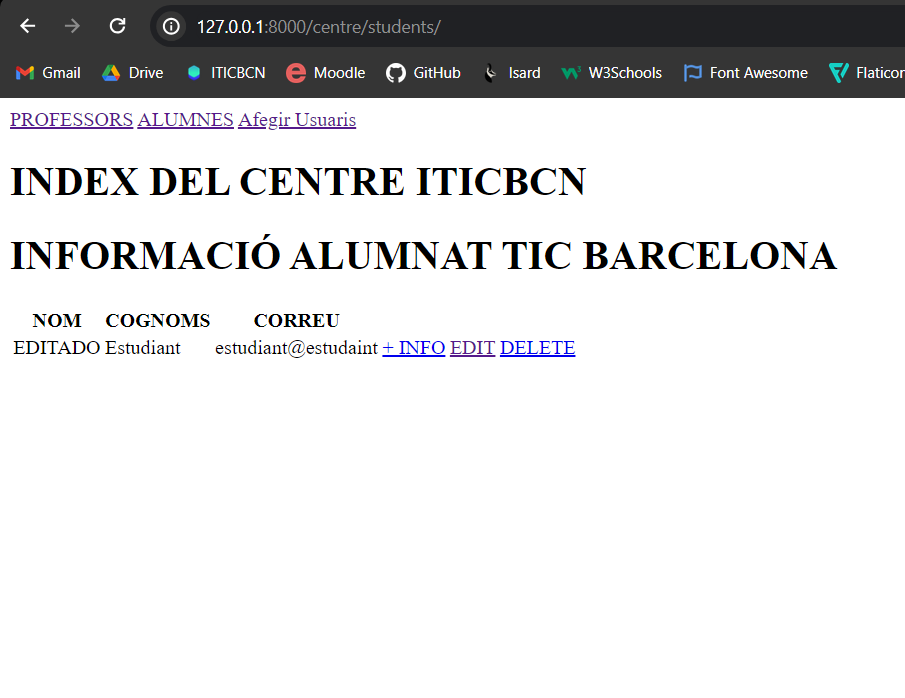 127.0.0.1:8000/centre/students/
Gmail Drive ITICBCN Moodle GitHub Isard W3Schools Font Awesome Flaticon
PROFESSORS ALUMNES Afegir Usuaris
INDEX DEL CENTRE ITICBCN
INFORMACIÓ ALUMNAT TIC BARCELONA
NOM COGNOMS CORREU
EDITADO Estudiant estudiant@estudaint + INFO EDIT DELETE